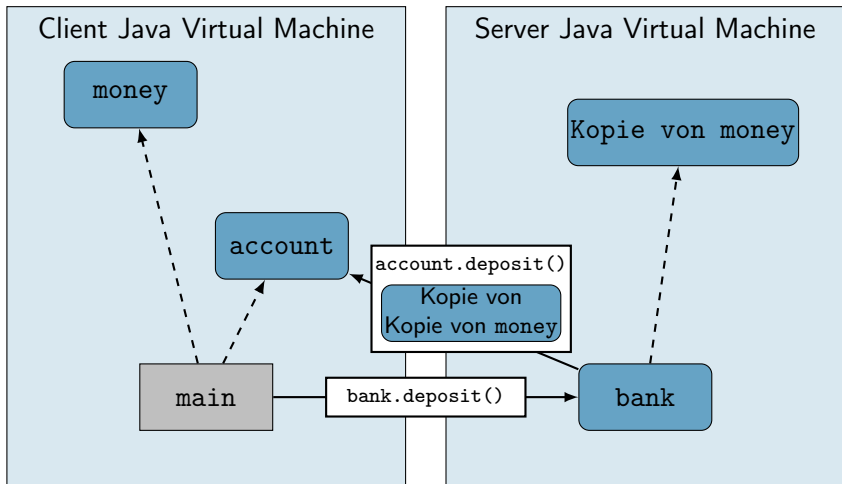 Client Java Virtual Machine
Server Java Virtual Machine
money
Kopie von money
account
account.deposit()
Kopie von
Kopie von money
main
bank.deposit()
bank